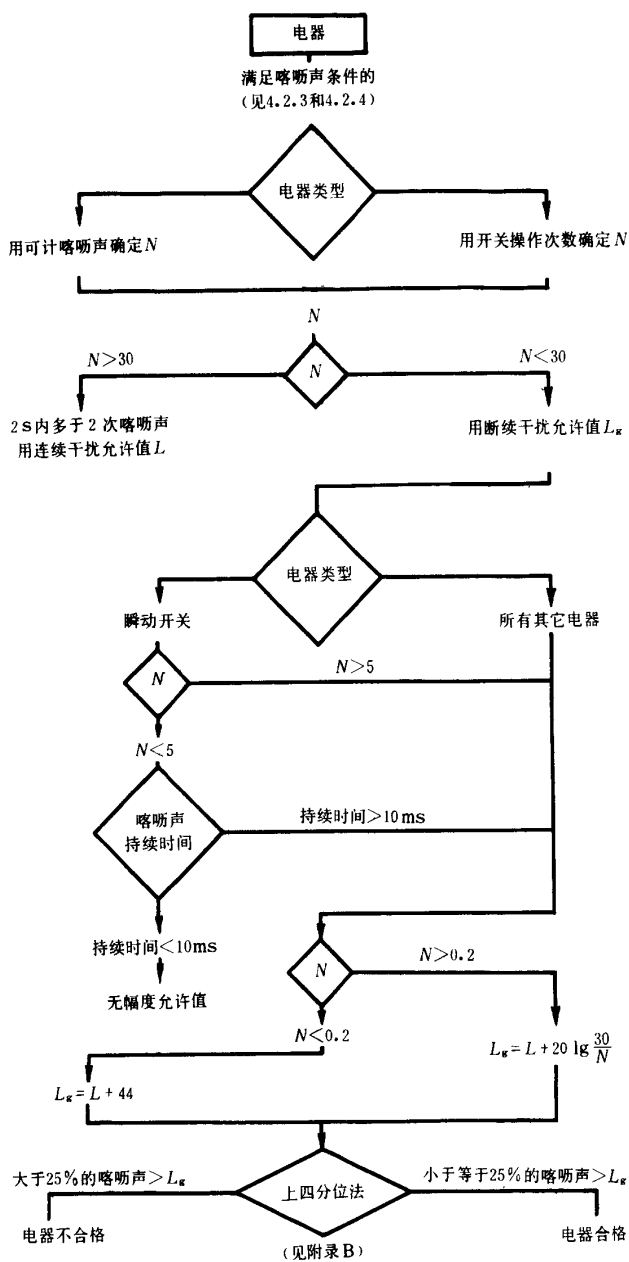 电器
满足喀呖声条件的
(见4.2.3和4.2.4)
电器类型
用可计喀呖声确定N
用开关操作次数确定N
N
N>30
N
N<30
2s内多于2次喀呖声
用连续干扰允许值L
用断续干扰允许值Lg
电器类型
瞬动开关
所有其它电器
N
N>5
N<5
喀呖声
持续时间
持续时间>10ms
持续时间<10ms
无幅度允许值
N
N>0.2
N<0.2
Lg=L+20 lg 30/N
Lg=L+44
大于25%的喀呖声>Lg
上四分位法
小于等于25%的喀呖声>Lg
电器不合格
电器合格
(见附录B)